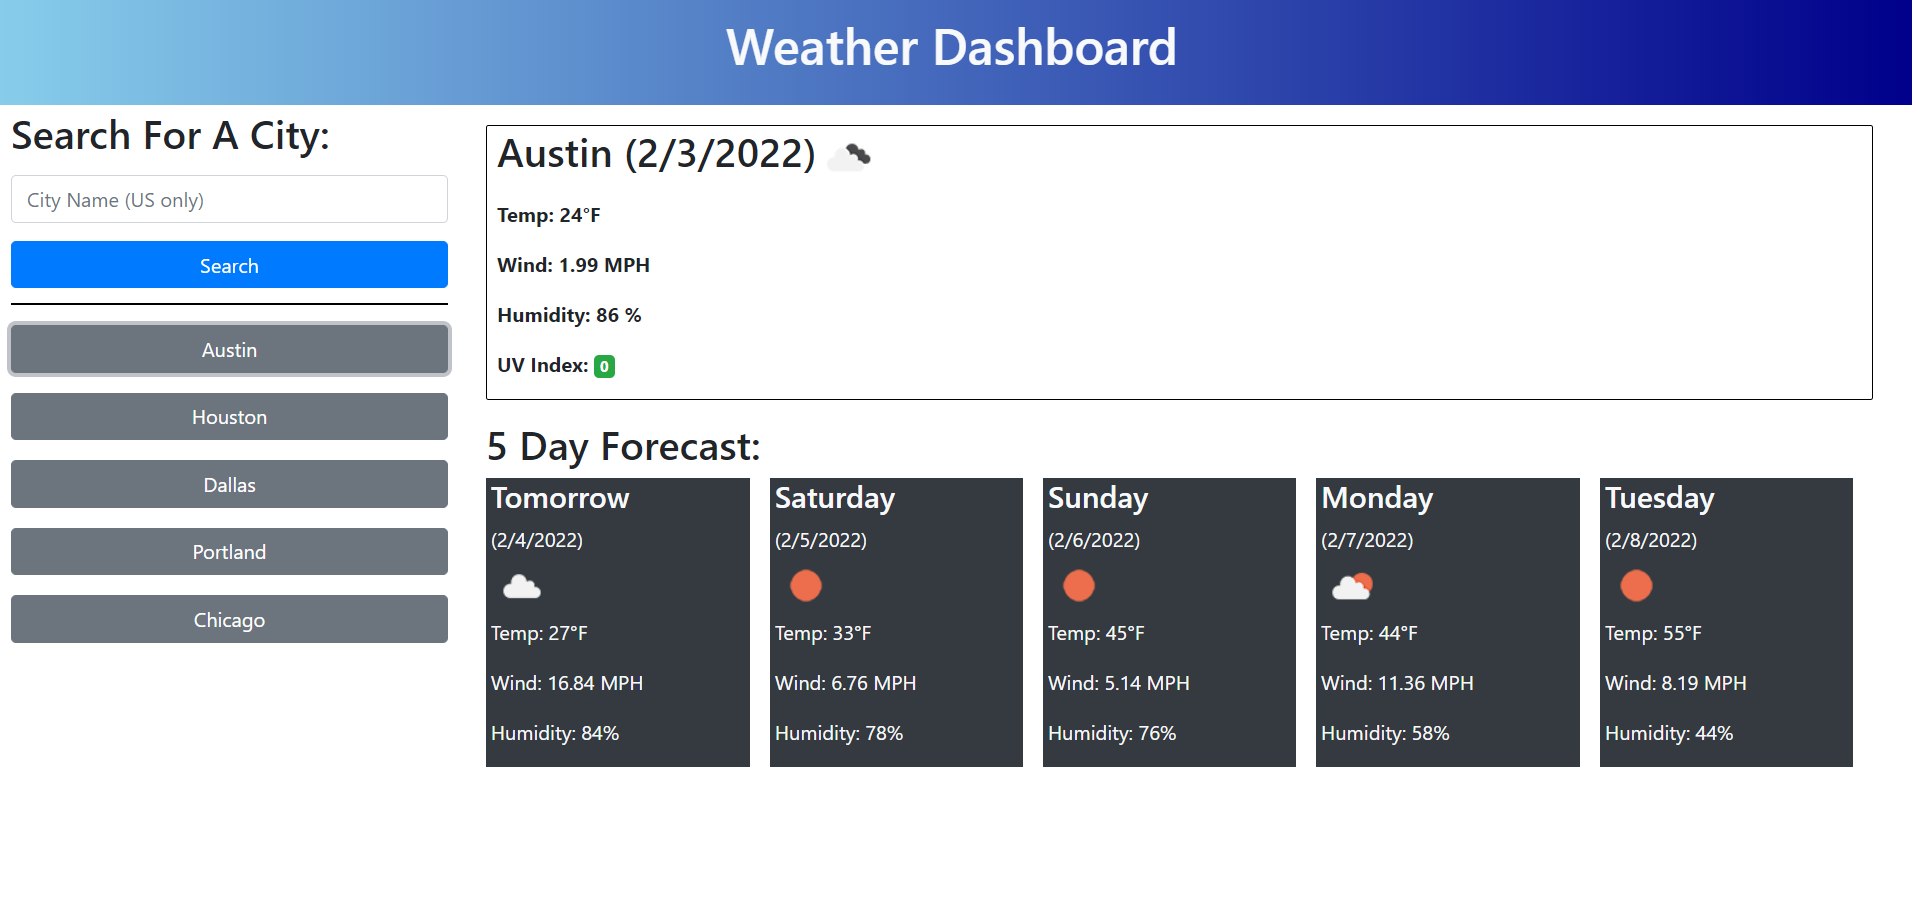 Weather Dashboard
Search For A City:
City Name (US only)
Search
Austin
Houston
Dallas
Portland
Chicago
Austin (2/3/2022)
Temp: 24°F
Wind: 1.99 MPH
Humidity: 86 %
UV Index: 0
5 Day Forecast:
Tomorrow
(2/4/2022)
Temp: 27°F
Wind: 16.84 MPH
Humidity: 84%
Saturday
(2/5/2022)
Temp: 33°F
Wind: 6.76 MPH
Humidity: 78%
Sunday
(2/6/2022)
Temp: 45°F
Wind: 5.14 MPH
Humidity: 76%
Monday
(2/7/2022)
Temp: 44°F
Wind: 11.36 MPH
Humidity: 58%
Tuesday
(2/8/2022)
Temp: 55°F
Wind: 8.19 MPH
Humidity: 44%